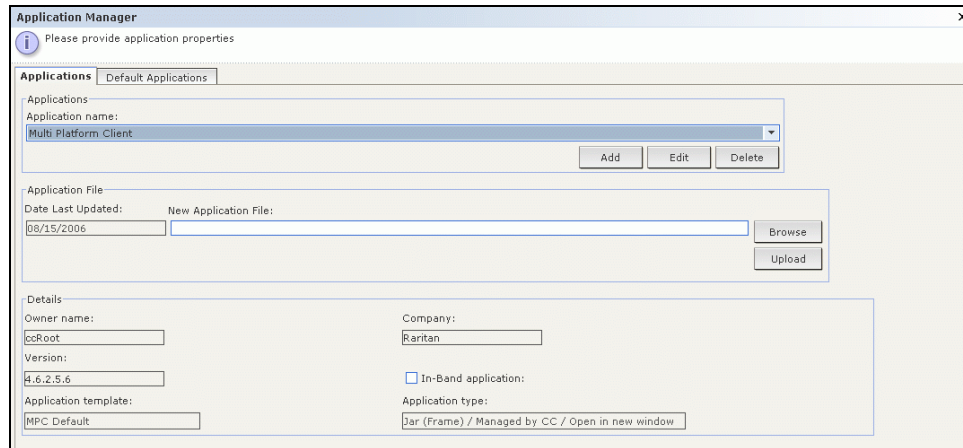 Application Manager
Please provide application properties
Applications Default Applications
Applications
Application name:
Multi Platform Client
Add Edit Delete
Application File
Date Last Updated: New Application File:
08/15/2006
Browse
Upload
Details
Owner name: Company:
ccRoot Raritan
Version:
4.6.2.5.6 In-Band application:
Application template: Application type:
MPC Default Jar (Frame) / Managed by CC / Open in new window